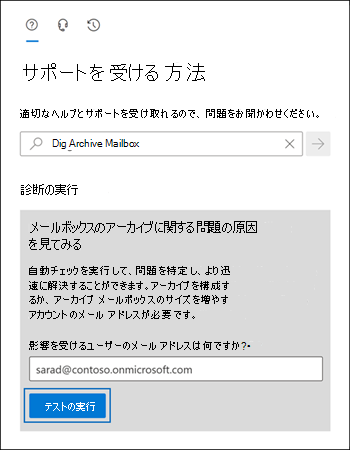 サポートを受ける方法
適切なヘルプとサポートを受け取れるので、問題をお聞かせください。
Dig Archive Mailbox
診断の実行
メールボックスのアーカイブに関する問題の原因
を見てみる
自動チェックを実行して、問題を特定し、より迅
速に解決することができます。アーカイブを構成す
るか、アーカイブ メールボックスのサイズを増やす
アカウントのメール アドレスが必要です。
影響を受けるユーザーのメール アドレスは何ですか?*
sarad@contoso.onmicrosoft.com
テストの実行